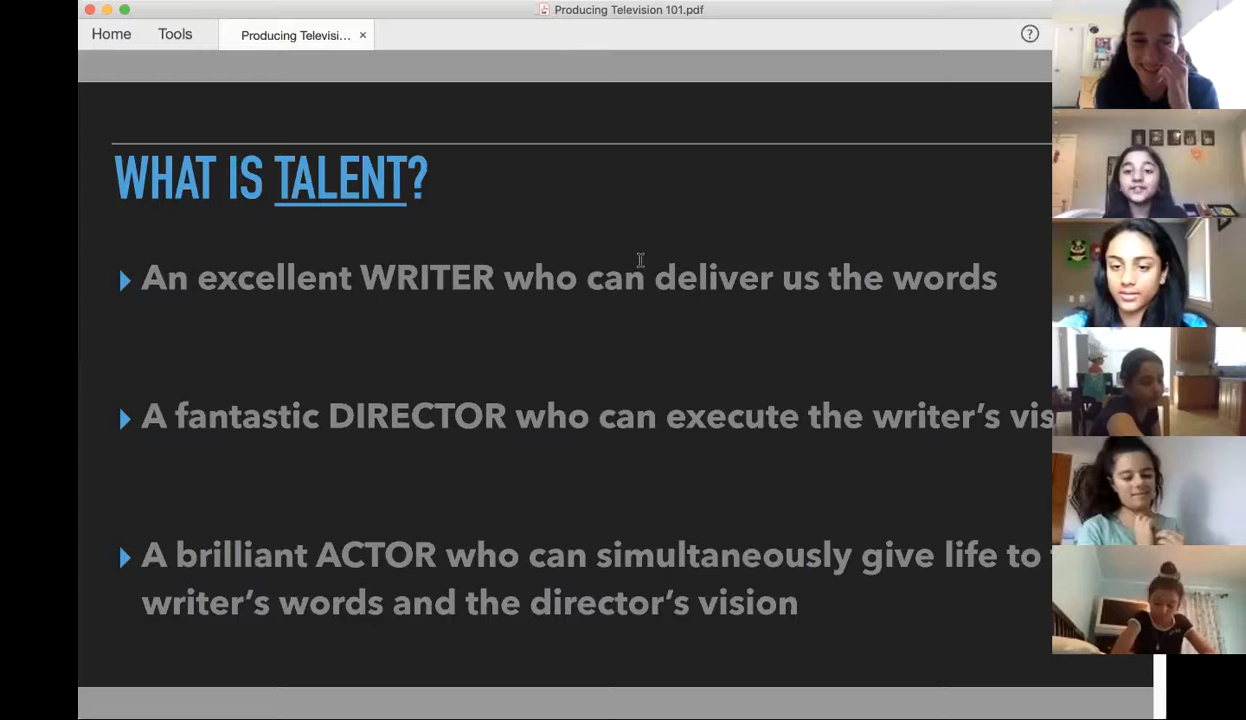 Producing Television 101.pdf
Home Tools Producing Televisi... ×
?
WHAT IS TALENT?
An excellent WRITER who can deliver us the words
A fantastic DIRECTOR who can execute the writer's
A brilliant ACTOR who can simultaneously give life to
writer's words and the director's vision